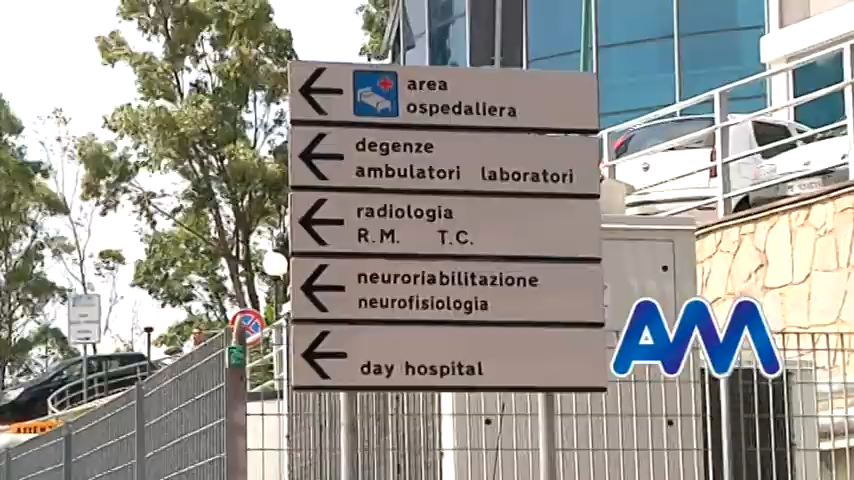 area
ospedaliera
degenze
ambulatori laboratori
radiologia
R.M. T.C.
neuroriabilitazione
neurofisiologia
day hospital
AM